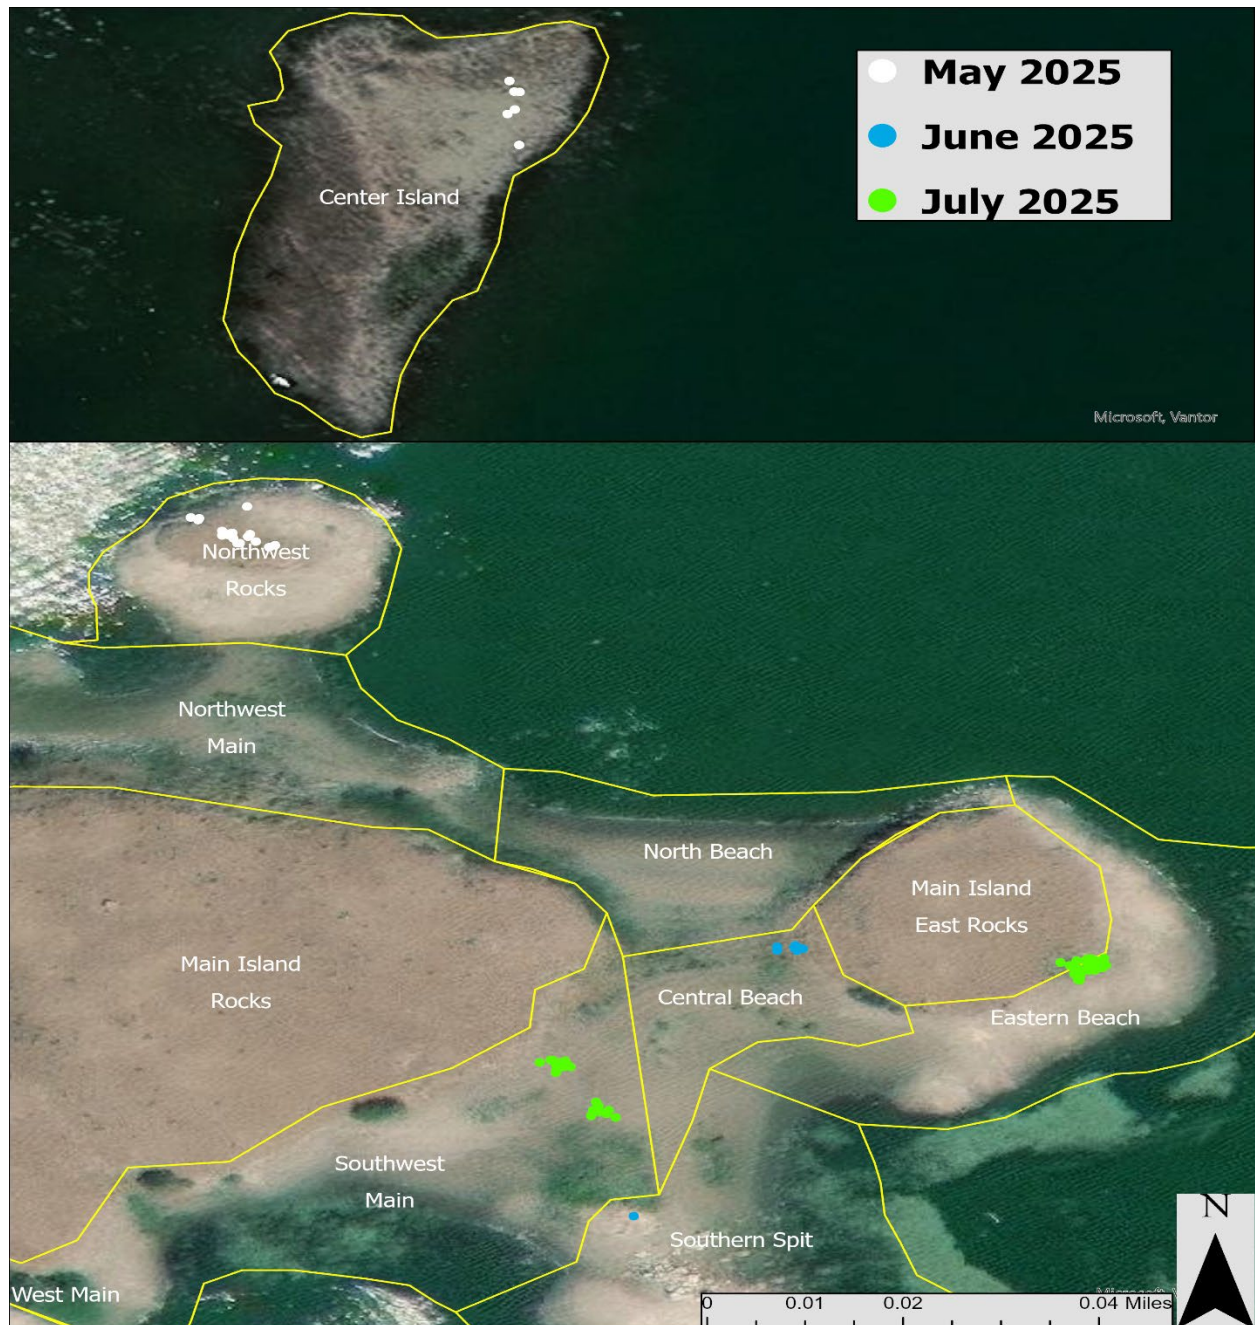 May 2025
June 2025
July 2025
Center Island
Microsoft, Vantor
Northwest
Rocks
Northwest
Main
North Beach
Main Island
East Rocks
Main Island
Rocks
Central Beach
Eastern Beach
Southwest
Main
Southern Spit
West Main
N
0 0.01 0.02 0.04 Miles